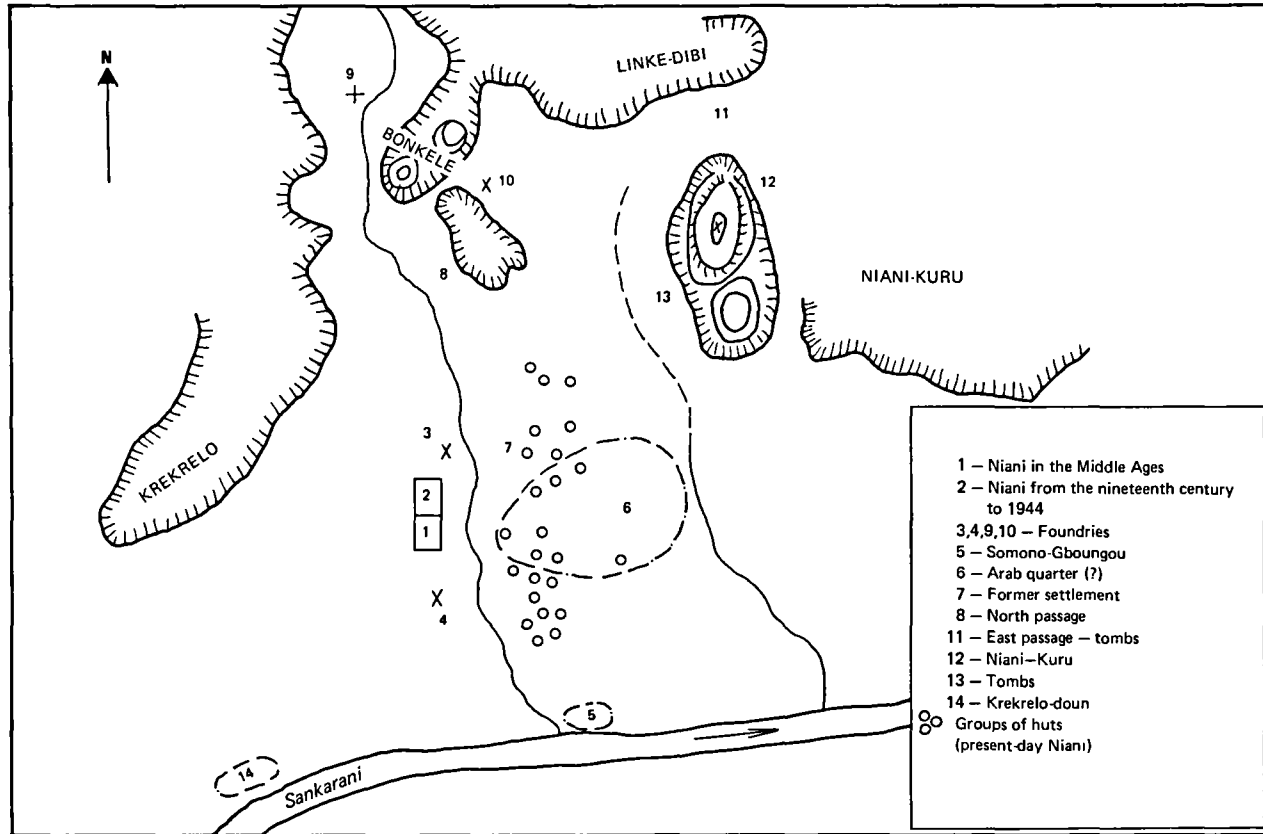 N
9
LINKE-DIBI
11
BONKELE
X 10
12
8
13
NIANI-KURU
3
X
7
KREKRELO
2
1
6
X
4
5
14
Sankarani
1 – Niani in the Middle Ages
2 – Niani from the nineteenth century
to 1944
3,4,9,10 – Foundries
5 – Somono-Gboungou
6 – Arab quarter (?)
7 – Former settlement
8 – North passage
11 – East passage – tombs
12 – Niani–Kuru
13 – Tombs
14 – Krekrelo-doun
Groups of huts
(present-day Niani)